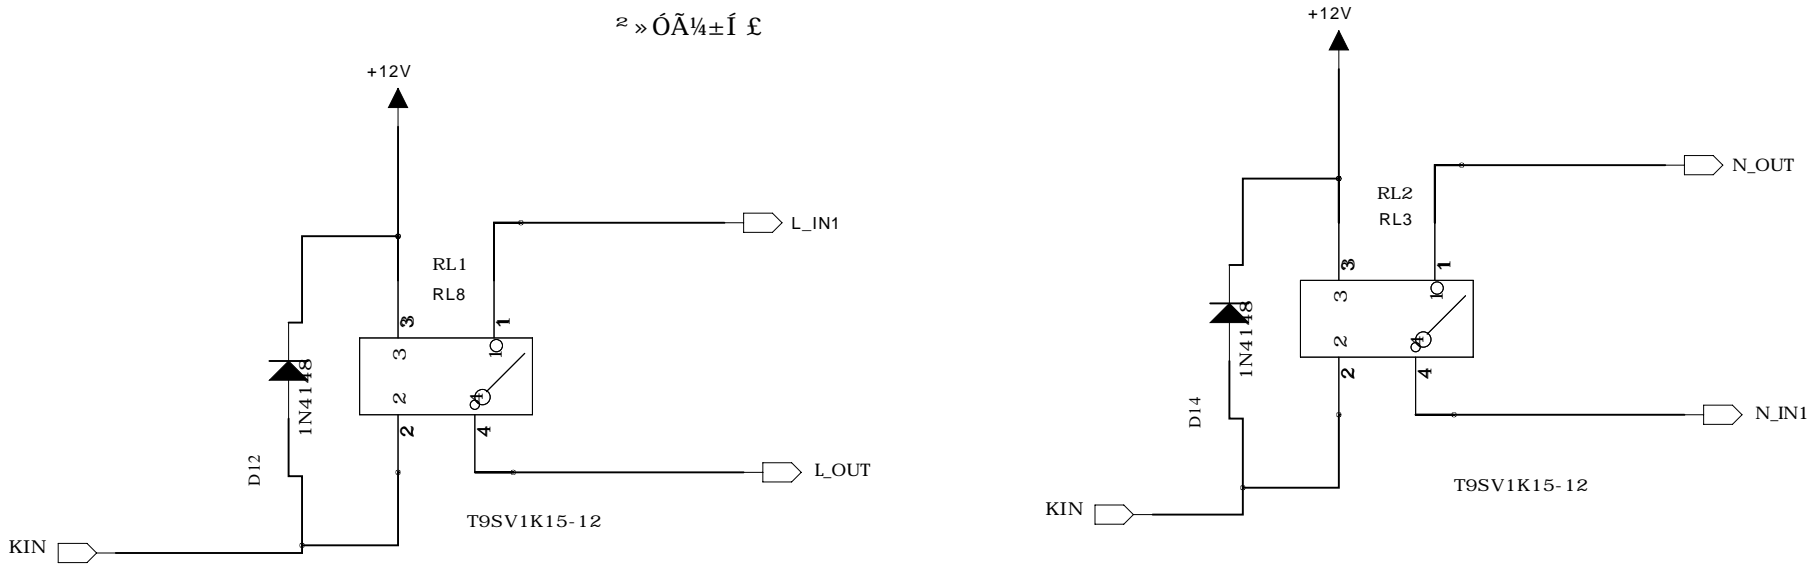 ² » ÓÃ¼±Í £
+12V
L_IN1
RL1
RL8
3
1
3
1
2
4
2
4
1N4148
D12
L_OUT
T9SV1K15-12
KIN
+12V
N_OUT
RL2
RL3
3
1
3
1
2
4
2
4
1N4148
D14
N_IN1
T9SV1K15-12
KIN